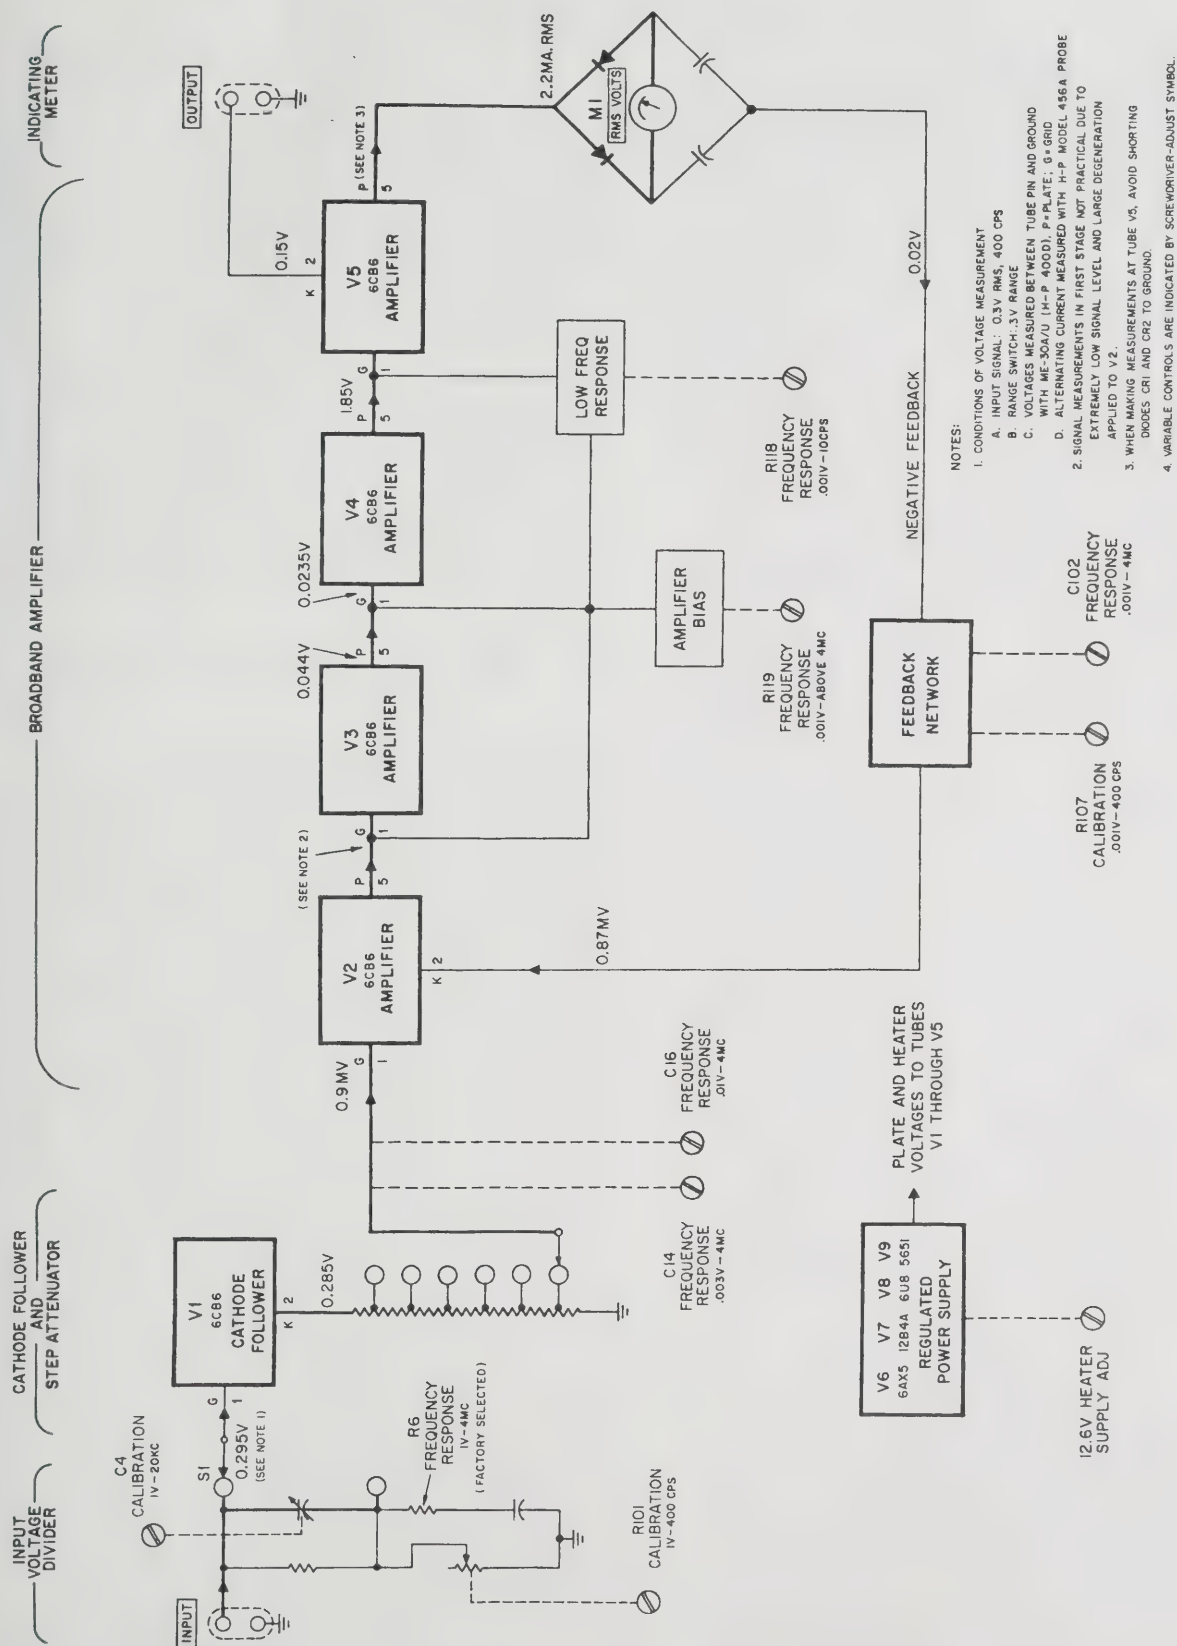 INPUT
VOLTAGE
DIVIDER
CATHODE FOLLOWER
AND
STEP ATTENUATOR
BROADBAND AMPLIFIER
INDICATING
METER
INPUT
C4
CALIBRATION
1V-20KC
S1
0.295V
(SEE NOTE 1)
G
1
V1
6CB6
CATHODE
FOLLOWER
K
2
0.285V
R6
FREQUENCY
RESPONSE
1V-4MC
(FACTORY SELECTED)
R101
CALIBRATION
1V-400 CPS
0.9MV
G
1
V2
6CB6
AMPLIFIER
K
2
P
5
(SEE NOTE 2)
G
1
V3
6CB6
AMPLIFIER
0.044V
P
5
0.0235V
G
1
V4
6CB6
AMPLIFIER
1.85V
P
5
G
1
V5
6CB6
AMPLIFIER
K
2
0.15V
OUTPUT
P (SEE NOTE 3)
5
2.2MA.RMS
M1
RMS VOLTS
LOW FREQ
RESPONSE
AMPLIFIER
BIAS
R118
FREQUENCY
RESPONSE
.001V-10CPS
R119
FREQUENCY
RESPONSE
.001V-ABOVE 4MC
C14
FREQUENCY
RESPONSE
.003V-4MC
C16
FREQUENCY
RESPONSE
.01V-4MC
0.87MV
FEEDBACK
NETWORK
NEGATIVE FEEDBACK
0.02V
R107
CALIBRATION
.001V-400 CPS
C102
FREQUENCY
RESPONSE
.001V-4MC
V6 V7 V8 V9
6AX5 12B4A 6U8 5651
REGULATED
POWER SUPPLY
PLATE AND HEATER
VOLTAGES TO TUBES
V1 THROUGH V5
12.6V HEATER
SUPPLY ADJ
NOTES:
1. CONDITIONS OF VOLTAGE MEASUREMENT
A. INPUT SIGNAL: 0.3V RMS, 400 CPS
B. RANGE SWITCH: .3V RANGE
C. VOLTAGES MEASURED BETWEEN TUBE PIN AND GROUND
WITH ME-30A/U (H-P 400D), P=PLATE; G=GRID
D. ALTERNATING CURRENT MEASURED WITH H-P MODEL 456A PROBE
2. SIGNAL MEASUREMENTS IN FIRST STAGE NOT PRACTICAL DUE TO
EXTREMELY LOW SIGNAL LEVEL AND LARGE DEGENERATION
APPLIED TO V2.
3. WHEN MAKING MEASUREMENTS AT TUBE V5, AVOID SHORTING
DIODES CR1 AND CR2 TO GROUND.
4. VARIABLE CONTROLS ARE INDICATED BY SCREWDRIVER-ADJUST SYMBOL.